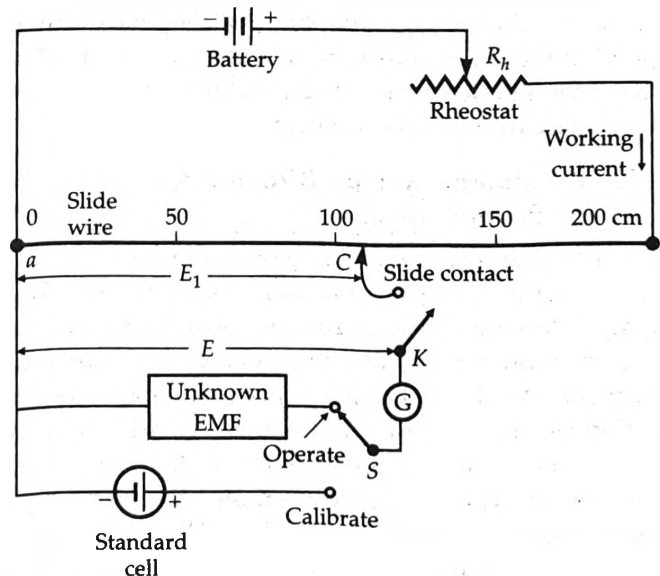 − +
Battery
R_h
Rheostat
Working
current
Slide
wire
0 50 100 150 200 cm
a
C
E₁
Slide contact
E
K
Unknown
EMF
G
Operate
S
− +
Calibrate
Standard
cell